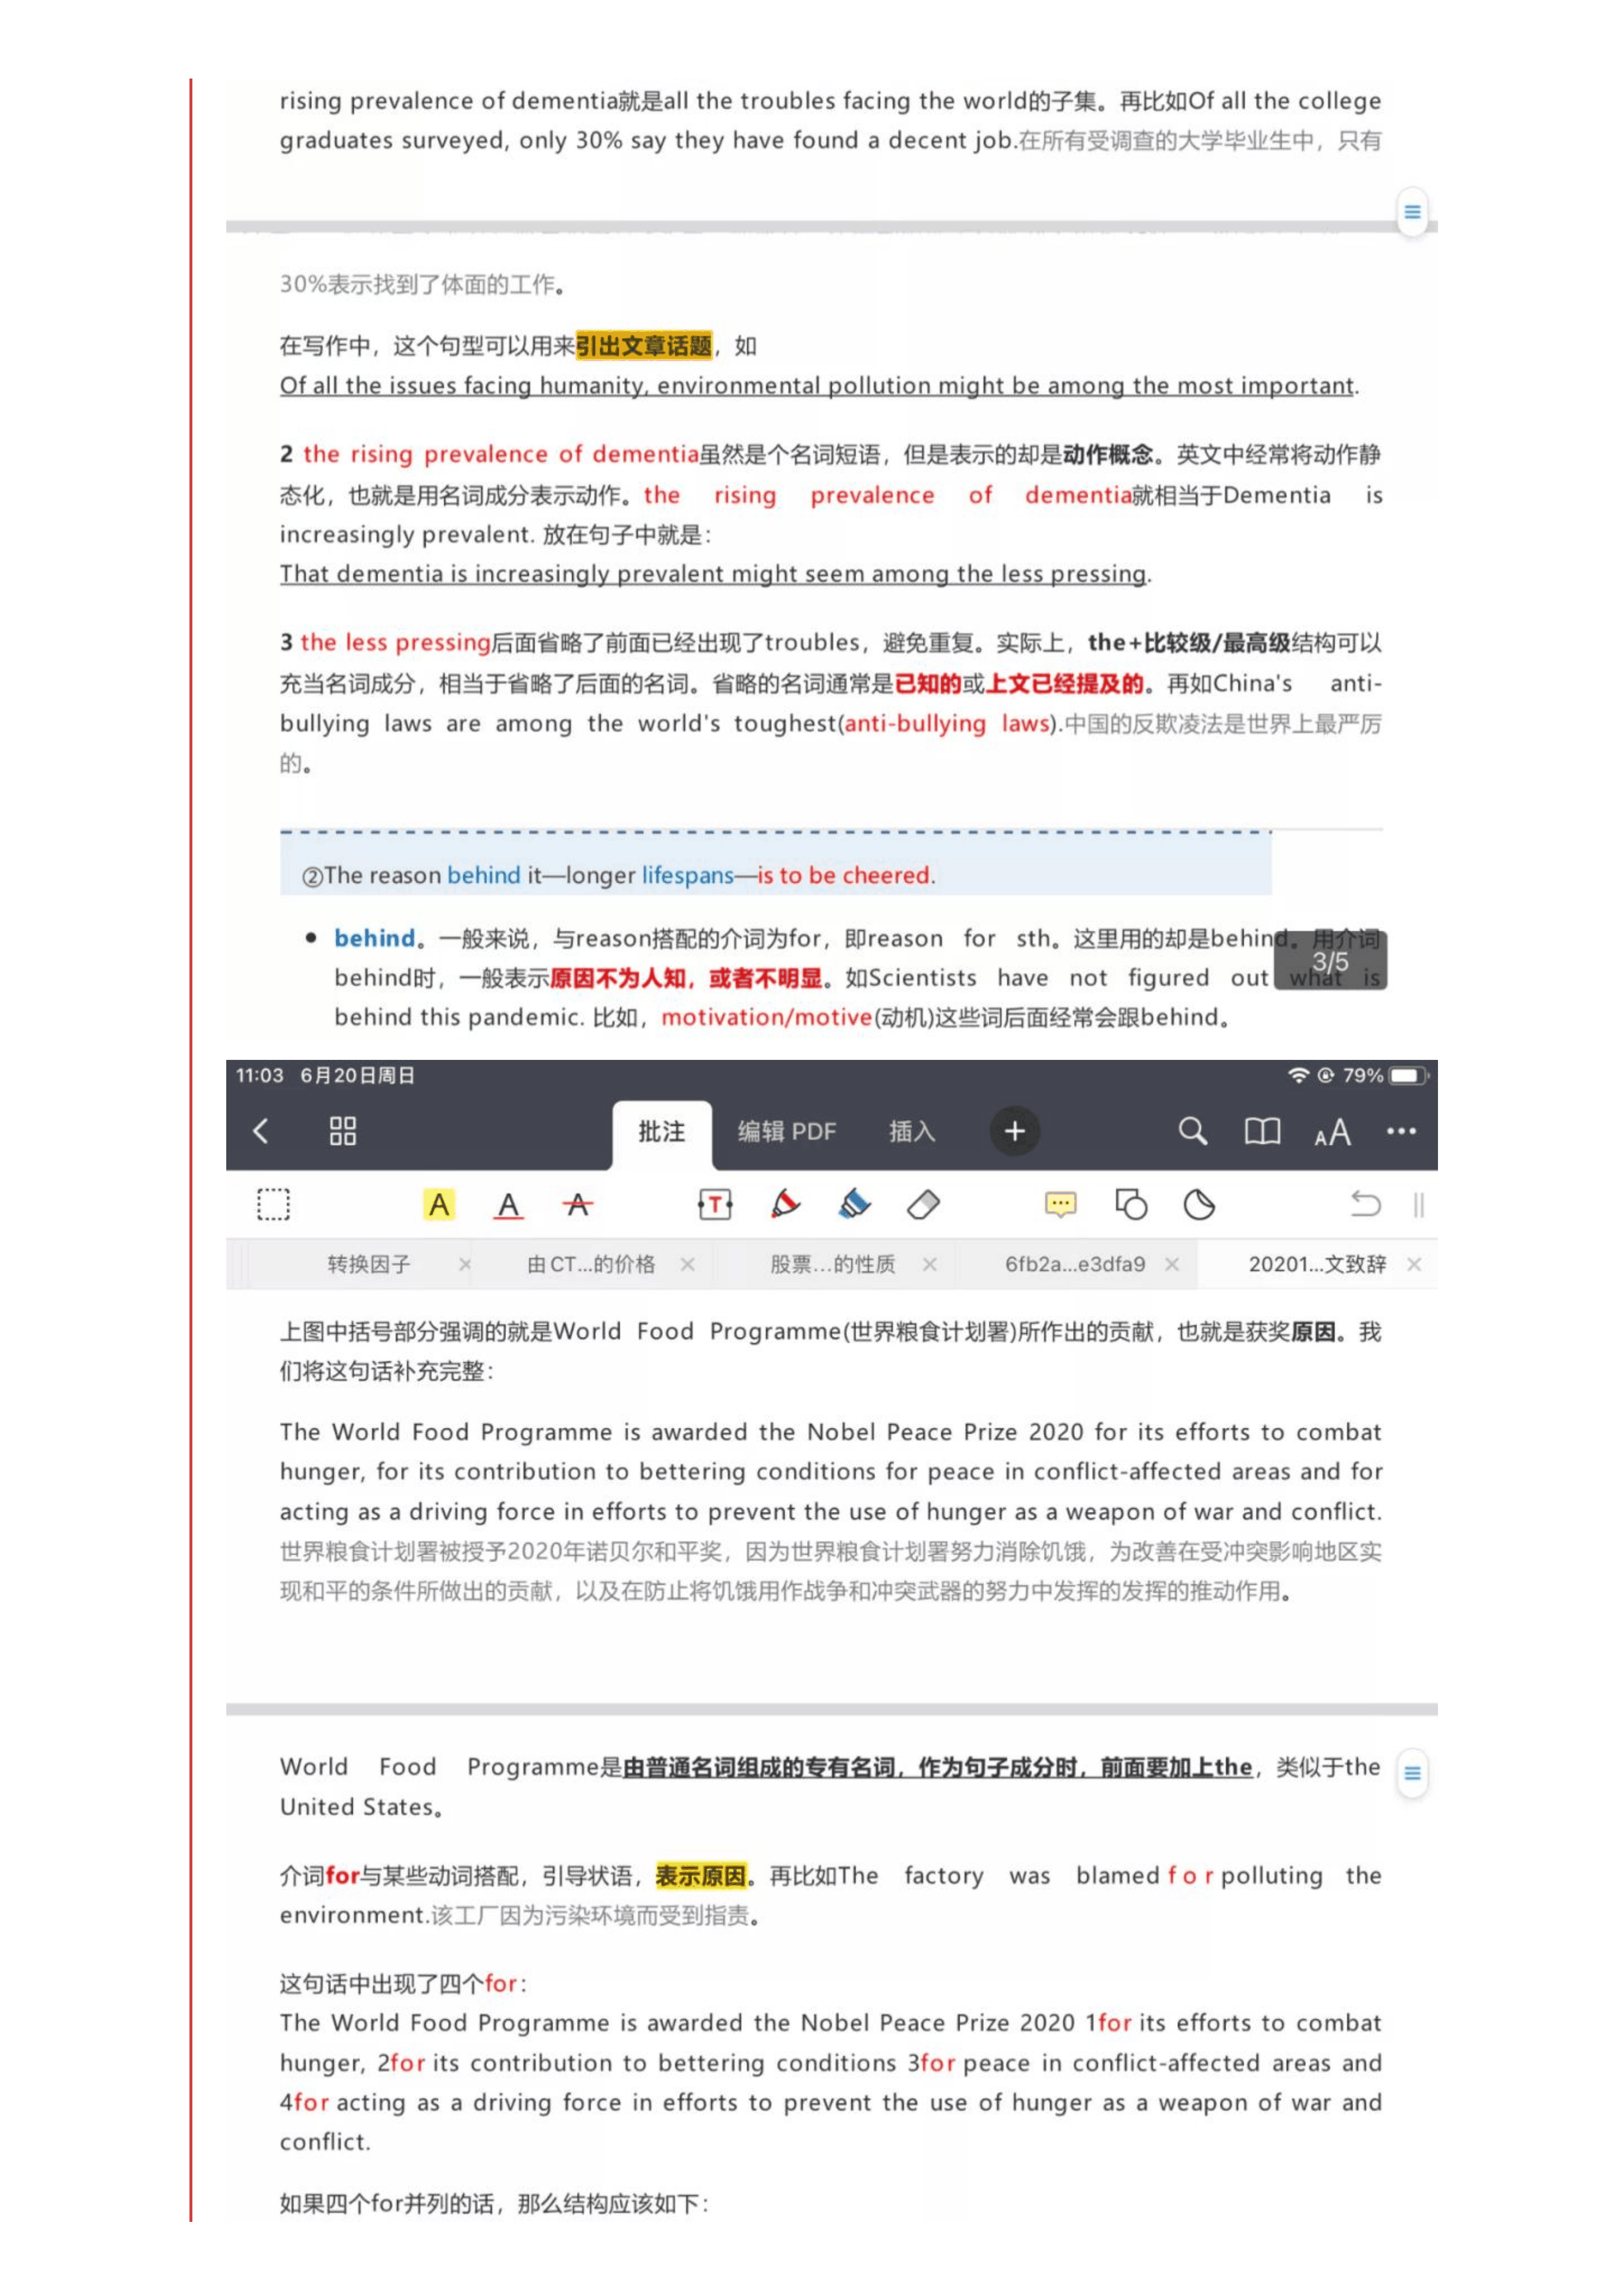 rising prevalence of dementia就是all the troubles facing the world的子集。再比如Of all the college
graduates surveyed, only 30% say they have found a decent job.在所有受调查的大学毕业生中，只有
30%表示找到了体面的工作。
在写作中，这个句型可以用来引出文章话题，如
Of all the issues facing humanity, environmental pollution might be among the most important.
2 the rising prevalence of dementia虽然是个名词短语，但是表示的却是动作概念。英文中经常将动作静
态化，也就是用名词成分表示动作。the rising prevalence of dementia就相当于Dementia is
increasingly prevalent. 放在句子中就是：
That dementia is increasingly prevalent might seem among the less pressing.
3 the less pressing后面省略了前面已经出现了troubles，避免重复。实际上，the+比较级/最高级结构可以
充当名词成分，相当于省略了后面的名词。省略的名词通常是已知的或上文已经提及的。再如China's anti-
bullying laws are among the world's toughest(anti-bullying laws).中国的反欺凌法是世界上最严厉
的。
②The reason behind it—longer lifespans—is to be cheered.
• behind。一般来说，与reason搭配的介词为for，即reason for sth。这里用的却是behind。用介词
3/5
behind时，一般表示原因不为人知，或者不明显。如Scientists have not figured out what is
behind this pandemic. 比如，motivation/motive(动机)这些词后面经常会跟behind。
11:03 6月20日周日 79%
批注 编辑 PDF 插入 AA
A A A T
转换因子 × 由 CT...的价格 × 股票...的性质 × 6fb2a...e3dfa9 × 20201...文致辞 ×
上图中括号部分强调的就是World Food Programme(世界粮食计划署)所作出的贡献，也就是获奖原因。我
们将这句话补充完整：
The World Food Programme is awarded the Nobel Peace Prize 2020 for its efforts to combat
hunger, for its contribution to bettering conditions for peace in conflict-affected areas and for
acting as a driving force in efforts to prevent the use of hunger as a weapon of war and conflict.
世界粮食计划署被授予2020年诺贝尔和平奖，因为世界粮食计划署努力消除饥饿，为改善在受冲突影响地区实
现和平的条件所做出的贡献，以及在防止将饥饿用作战争和冲突武器的努力中发挥的发挥的推动作用。
World Food Programme是由普通名词组成的专有名词，作为句子成分时，前面要加上the，类似于the
United States。
介词for与某些动词搭配，引导状语，表示原因。再比如The factory was blamed for polluting the
environment.该工厂因为污染环境而受到指责。
这句话中出现了四个for：
The World Food Programme is awarded the Nobel Peace Prize 2020 1for its efforts to combat
hunger, 2for its contribution to bettering conditions 3for peace in conflict-affected areas and
4for acting as a driving force in efforts to prevent the use of hunger as a weapon of war and
conflict.
如果四个for并列的话，那么结构应该如下：